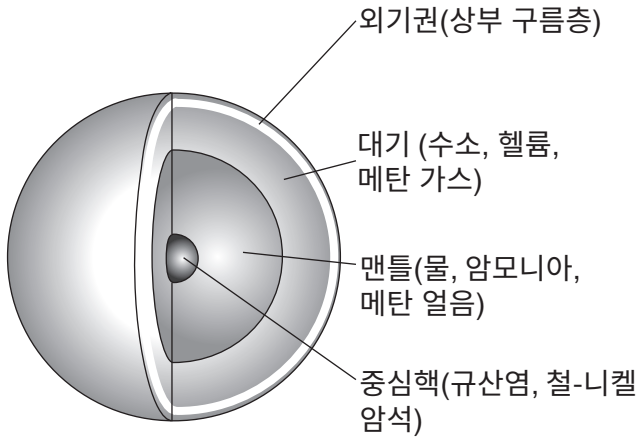 외기권(상부 구름층)
대기 (수소, 헬륨,
메탄 가스)
맨틀(물, 암모니아,
메탄 얼음)
중심핵(규산염, 철-니켈
암석)